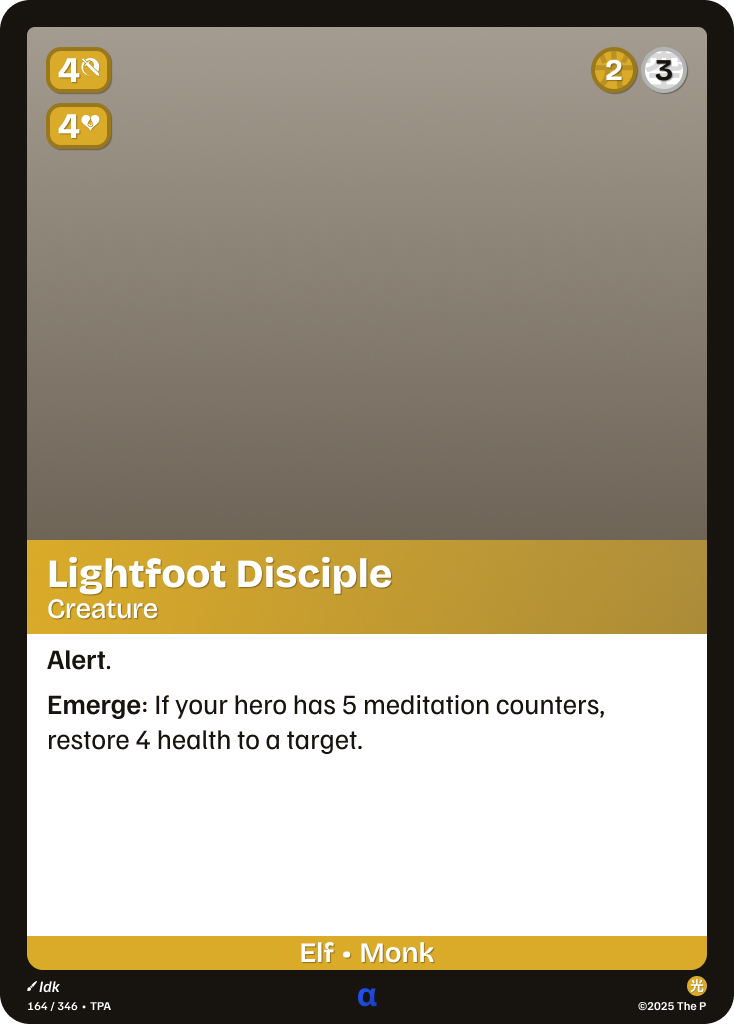 4
2 3
4
Lightfoot Disciple
Creature
Alert.
Emerge: If your hero has 5 meditation counters,
restore 4 health to a target.
Elf • Monk
Idk
164 / 346 • TPA
α
光
©2025 The P